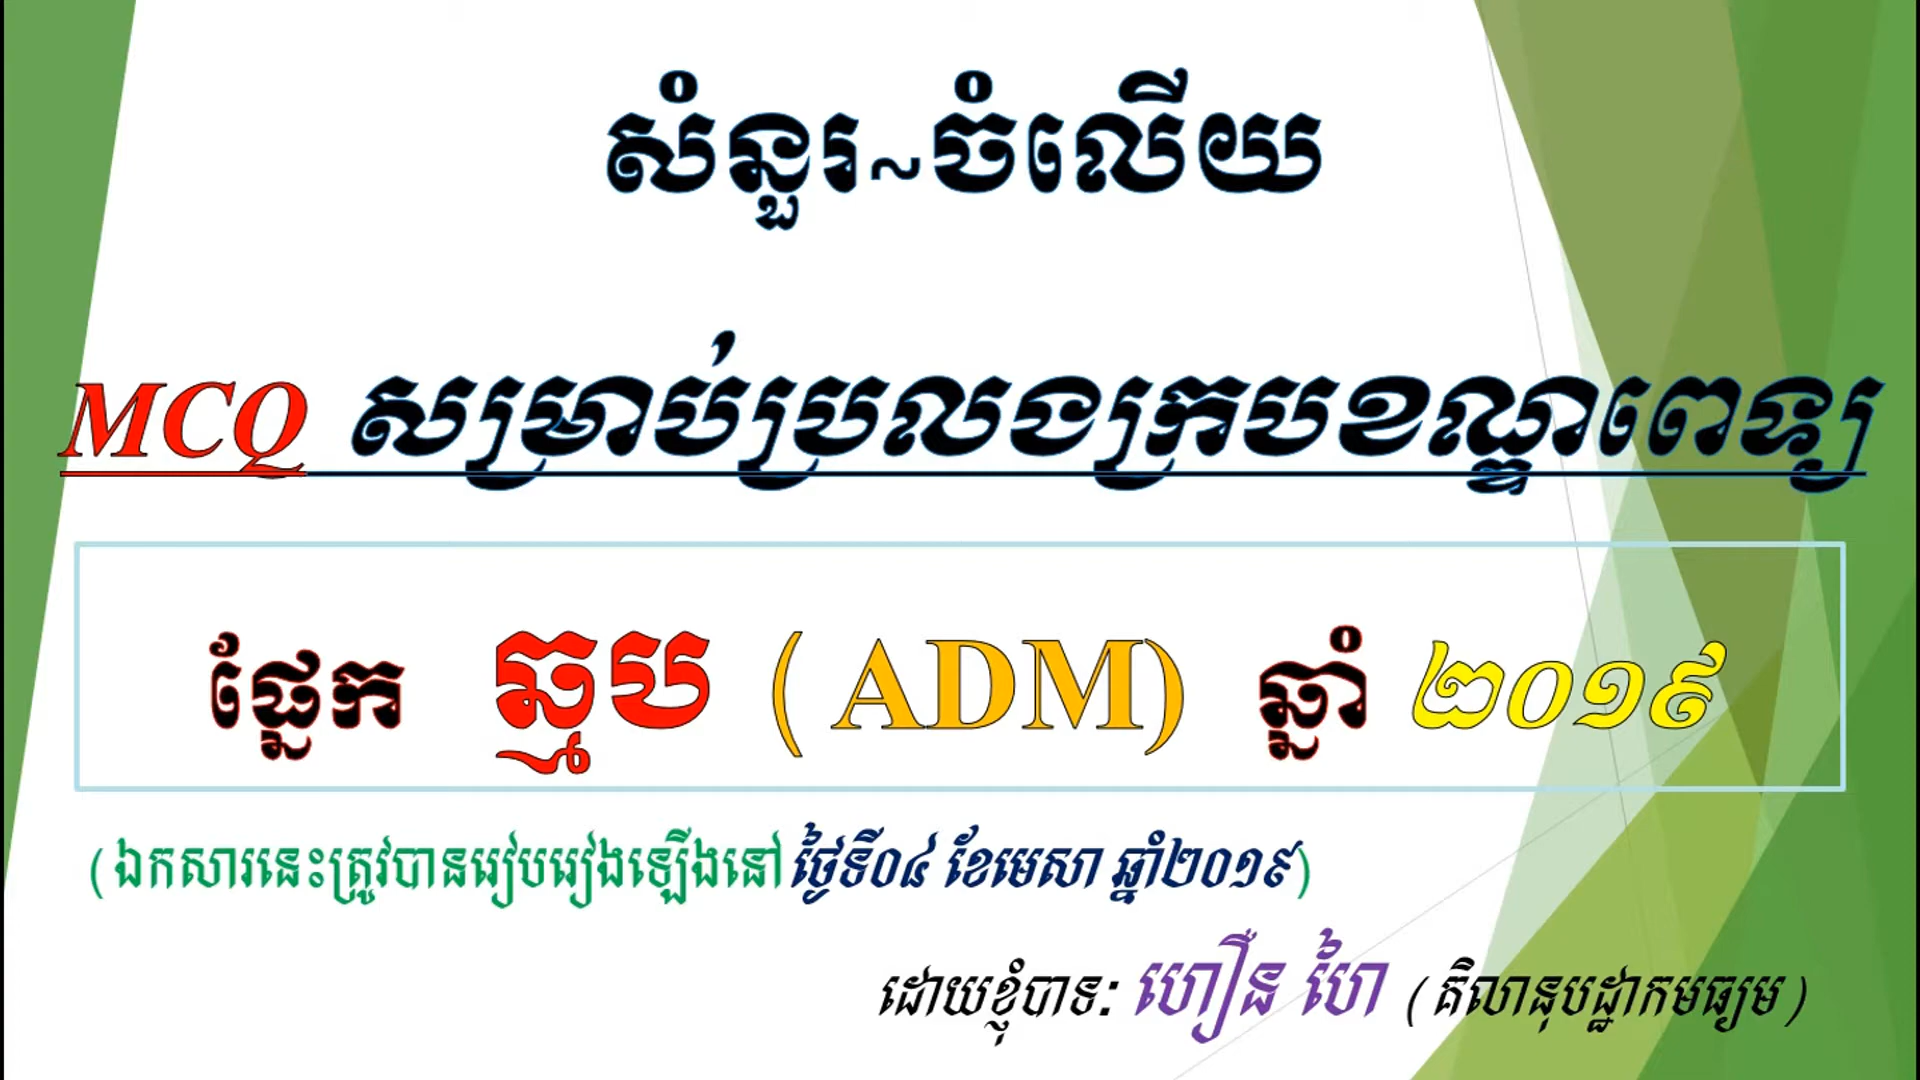 សំនួរ~ចំលើយ
MCQ សម្រាប់ប្រលងក្រប​ខណ្ឌពេទ្យ
ផ្នែក ឆ្មប ( ADM) ឆ្នាំ ២០១៩
(ឯកសារនេះត្រូវបានរៀបរៀងឡើងនៅ ថ្ងៃទី០៤ ខែមេសា ឆ្នាំ២០១៩)
ដោយខ្ញុំបាទ: ហឿន ហៃ (គិលានុបដ្ឋាកមធ្យម)